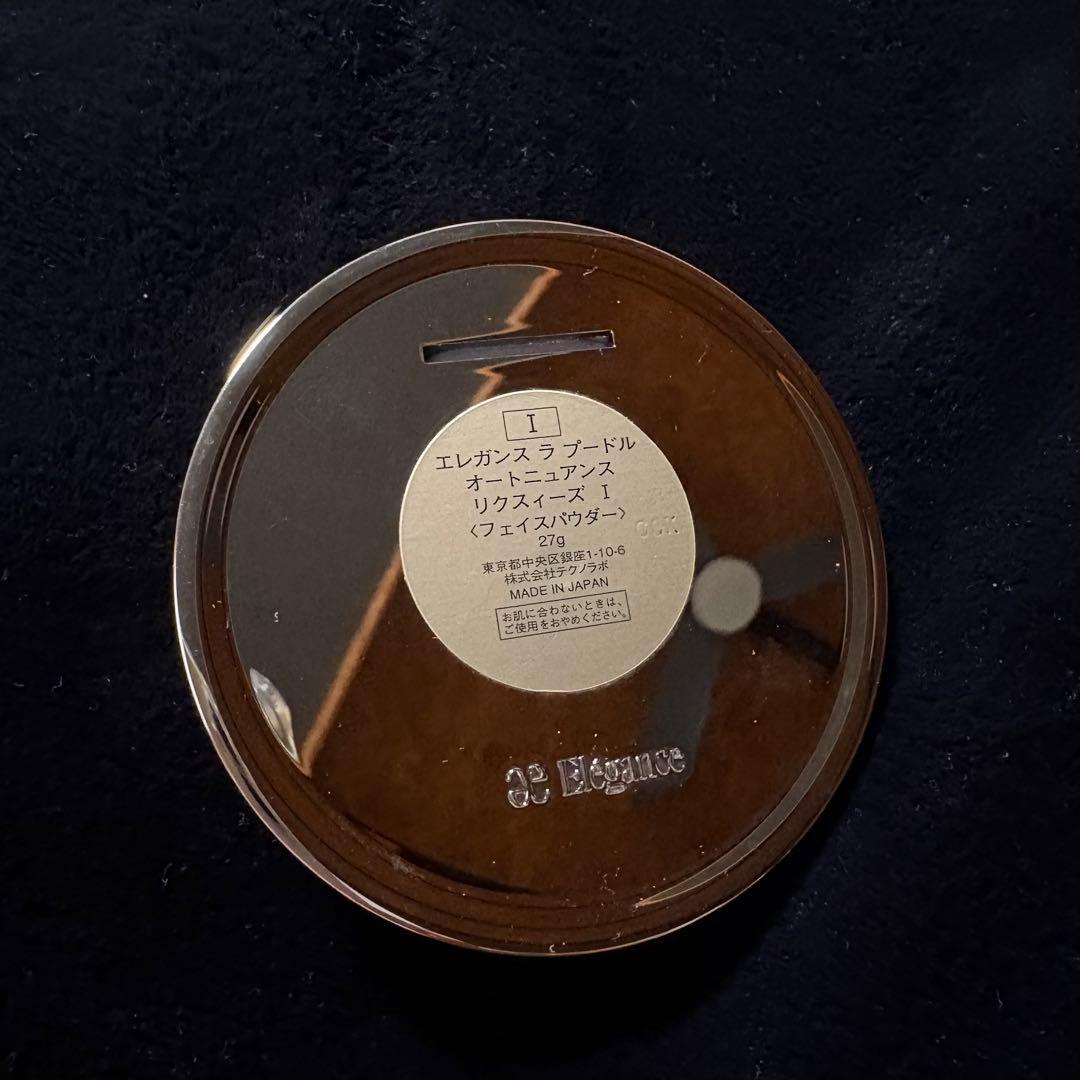 I
エレガンス ラ プードル
オートニュアンス
リクスィーズ I
〈フェイスパウダー〉
27g
東京都中央区銀座1-10-6
株式会社テクノラボ
MADE IN JAPAN
お肌に合わないときは、
ご使用をおやめください。
Elégance